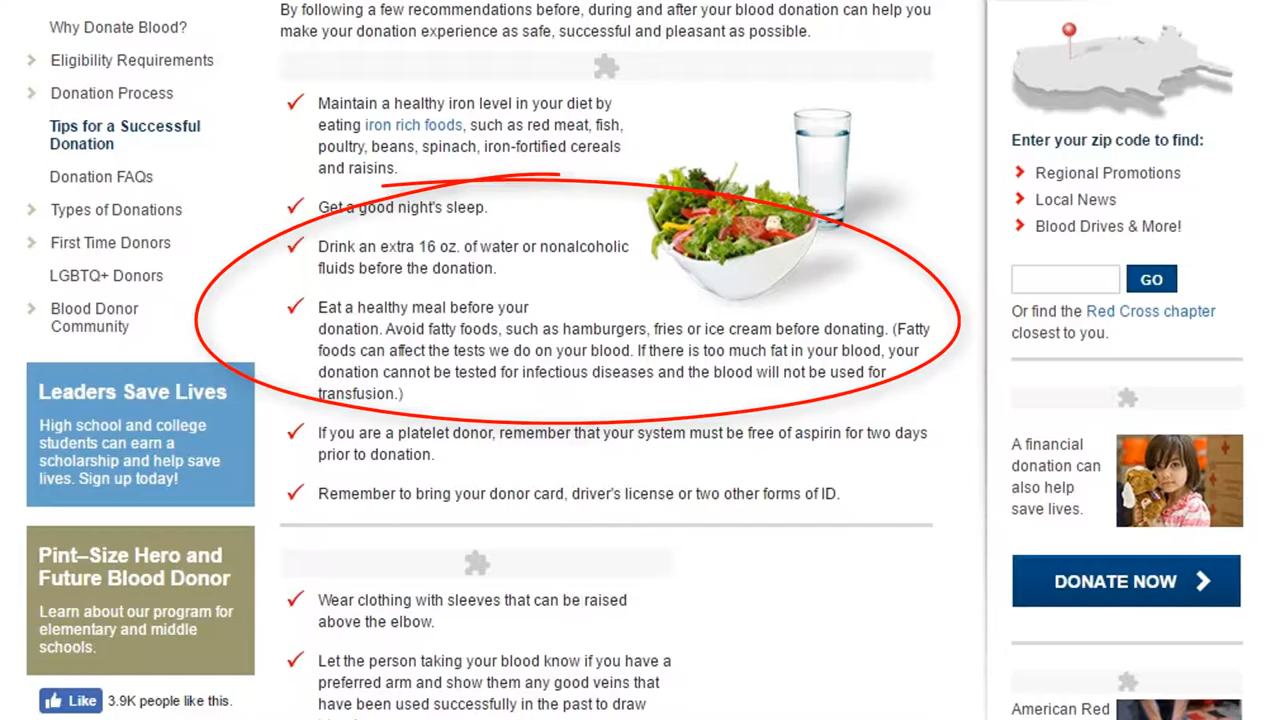 Why Donate Blood?
Eligibility Requirements
Donation Process
Tips for a Successful
Donation
Donation FAQs
Types of Donations
First Time Donors
LGBTQ+ Donors
Blood Donor
Community
Leaders Save Lives
High school and college
students can earn a
scholarship and help save
lives. Sign up today!
Pint–Size Hero and
Future Blood Donor
Learn about our program for
elementary and middle
schools.
Like 3.9K people like this.
By following a few recommendations before, during and after your blood donation can help you
make your donation experience as safe, successful and pleasant as possible.
Maintain a healthy iron level in your diet by
eating iron rich foods, such as red meat, fish,
poultry, beans, spinach, iron-fortified cereals
and raisins.
Get a good night's sleep.
Drink an extra 16 oz. of water or nonalcoholic
fluids before the donation.
Eat a healthy meal before your
donation. Avoid fatty foods, such as hamburgers, fries or ice cream before donating. (Fatty
foods can affect the tests we do on your blood. If there is too much fat in your blood, your
donation cannot be tested for infectious diseases and the blood will not be used for
transfusion.)
If you are a platelet donor, remember that your system must be free of aspirin for two days
prior to donation.
Remember to bring your donor card, driver's license or two other forms of ID.
Wear clothing with sleeves that can be raised
above the elbow.
Let the person taking your blood know if you have a
preferred arm and show them any good veins that
have been used successfully in the past to draw
Enter your zip code to find:
Regional Promotions
Local News
Blood Drives & More!
GO
Or find the Red Cross chapter
closest to you.
A financial
donation can
also help
save lives.
DONATE NOW
American Red